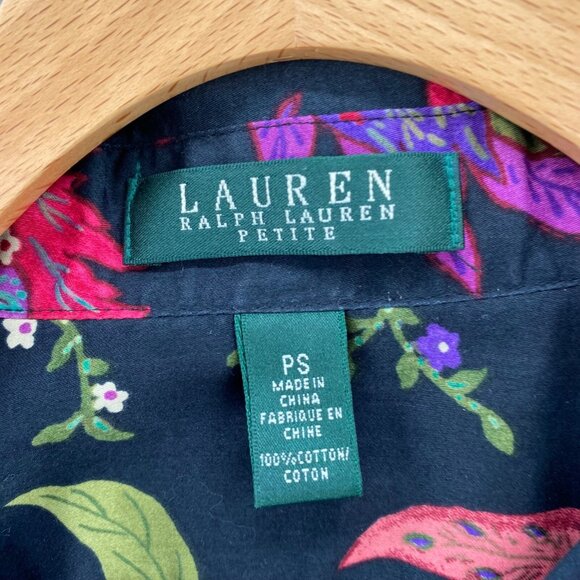 LAUREN
RALPH LAUREN
PETITE
PS
MADE IN
CHINA
FABRIQUE EN
CHINE
100% COTTON/
COTON